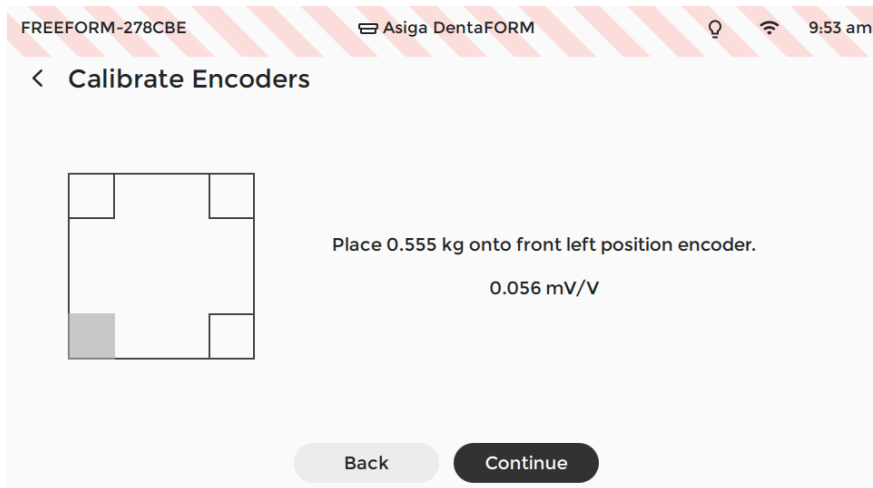 FREEFORM-278CBE Asiga DentaFORM 9:53 am
Calibrate Encoders
Place 0.555 kg onto front left position encoder.
0.056 mV/V
Back Continue